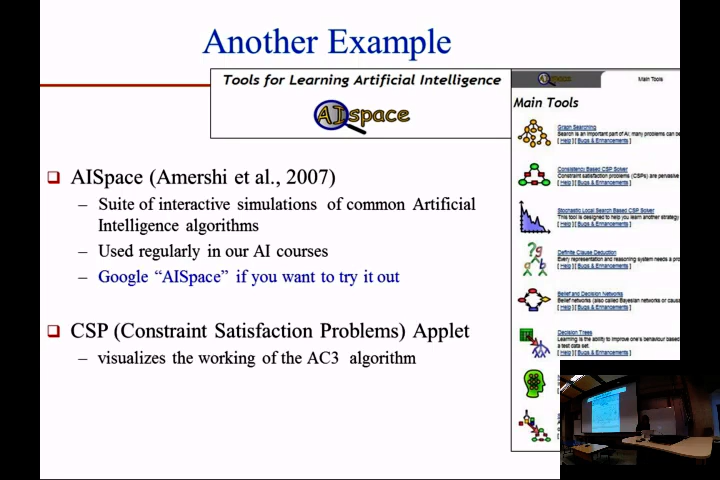 Another Example
Tools for Learning Artificial Intelligence
AIspace
AIspace
Main Tools
Main Tools
Graph Searching
Search is an important part of AI; many problems can be
[ Help ] [ Bugs & Enhancements ]
Consistency Based CSP Solver
Constraint satisfaction problems (CSPs) are pervasive
[ Help ] [ Bugs & Enhancements ]
Stochastic Local Search Based CSP Solver
This tool is designed to help you learn another strategy
[ Help ] [ Bugs & Enhancements ]
Definite Clause Deduction
Every representation and reasoning system needs a pro
[ Help ] [ Bugs & Enhancements ]
Belief and Decision Networks
Belief networks (also called Bayesian networks or caus
[ Help ] [ Bugs & Enhancements ]
Decision Trees
Learning is the ability to improve one's behaviour based
a test data set.
[ Help ] [ Bugs & Enhancements ]
AISpace (Amershi et al., 2007)
– Suite of interactive simulations of common Artificial
Intelligence algorithms
– Used regularly in our AI courses
– Google “AISpace” if you want to try it out
CSP (Constraint Satisfaction Problems) Applet
– visualizes the working of the AC3 algorithm